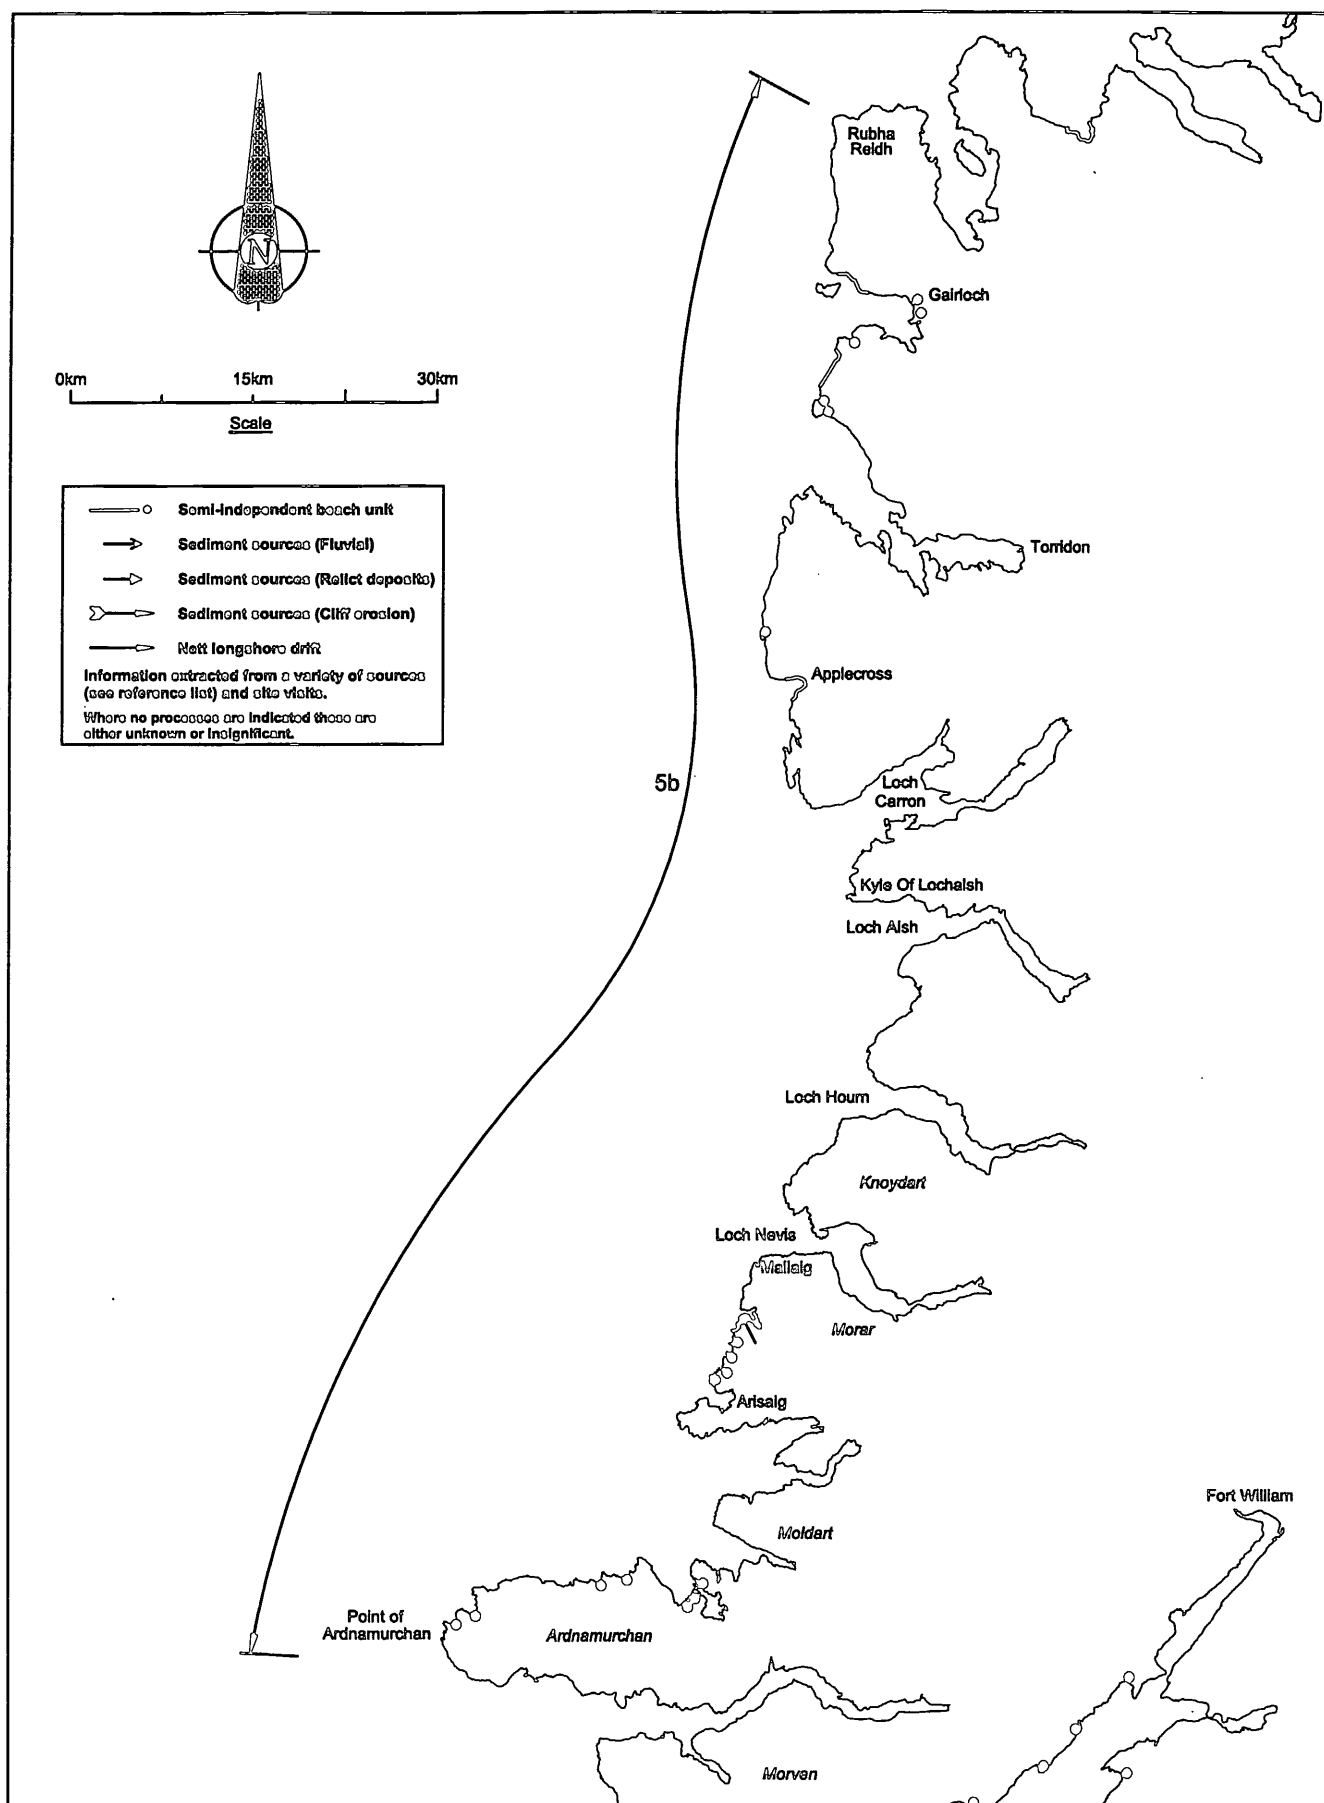 Rubha
Reidh
N
Gairloch
0km 15km 30km
Scale
Semi-independent beach unit
Sediment sources (Fluvial)
Sediment sources (Relict deposits)
Sediment sources (Cliff erosion)
Nett longshore drift
Information extracted from a variety of sources
(see reference list) and site visits.
Where no processes are indicated these are
either unknown or insignificant.
Torridon
Applecross
5b
Loch
Carron
Kyle Of Lochalsh
Loch Alsh
Loch Hourn
Knoydart
Loch Nevis
Mallaig
Morar
Arisaig
Fort William
Moidart
Point of
Ardnamurchan
Ardnamurchan
Morven